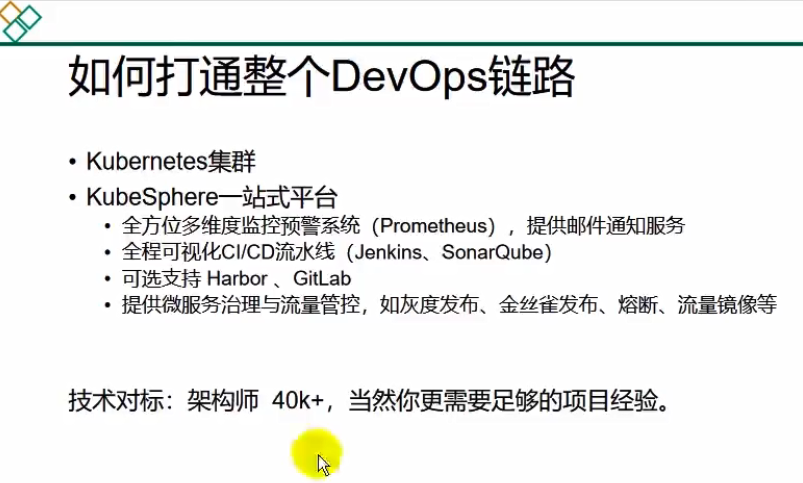 如何打通整个DevOps链路
• Kubernetes集群
• KubeSphere一站式平台
• 全方位多维度监控预警系统（Prometheus），提供邮件通知服务
• 全程可视化CI/CD流水线（Jenkins、SonarQube）
• 可选支持 Harbor 、GitLab
• 提供微服务治理与流量管控，如灰度发布、金丝雀发布、熔断、流量镜像等
技术对标：架构师 40k+，当然你更需要足够的项目经验。